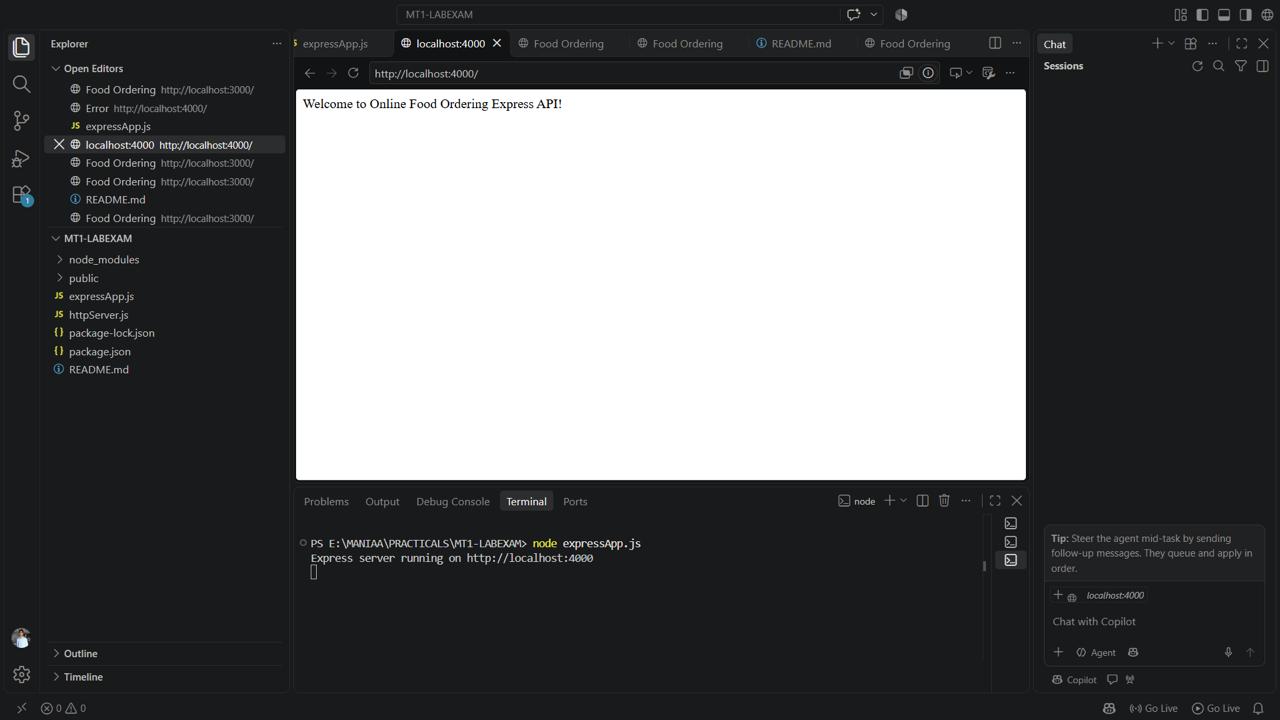 MT1-LABEXAM
Explorer
Open Editors
Food Ordering http://localhost:3000/
Error http://localhost:4000/
JS expressApp.js
localhost:4000 http://localhost:4000/
Food Ordering http://localhost:3000/
Food Ordering http://localhost:3000/
README.md
Food Ordering http://localhost:3000/
MT1-LABEXAM
node_modules
public
JS expressApp.js
JS httpServer.js
{} package-lock.json
{} package.json
README.md
Outline
Timeline
1
expressApp.js
localhost:4000
Food Ordering
Food Ordering
README.md
Food Ordering
http://localhost:4000/
Welcome to Online Food Ordering Express API!
Problems
Output
Debug Console
Terminal
Ports
node
PS E:\MANIAA\PRACTICALS\MT1-LABEXAM> node expressApp.js
Express server running on http://localhost:4000
Chat
Sessions
Tip: Steer the agent mid-task by sending
follow-up messages. They queue and apply in
order.
localhost:4000
Chat with Copilot
Agent
Copilot
0 0
Go Live
Go Live